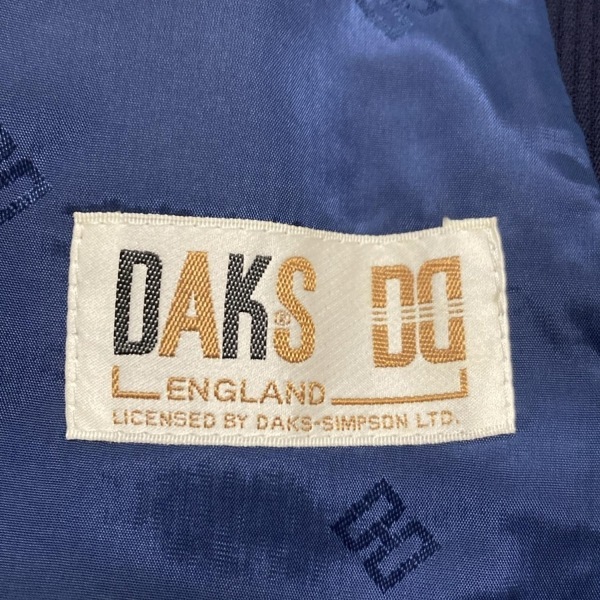 DAKS® DD
ENGLAND
LICENSED BY DAKS-SIMPSON LTD.